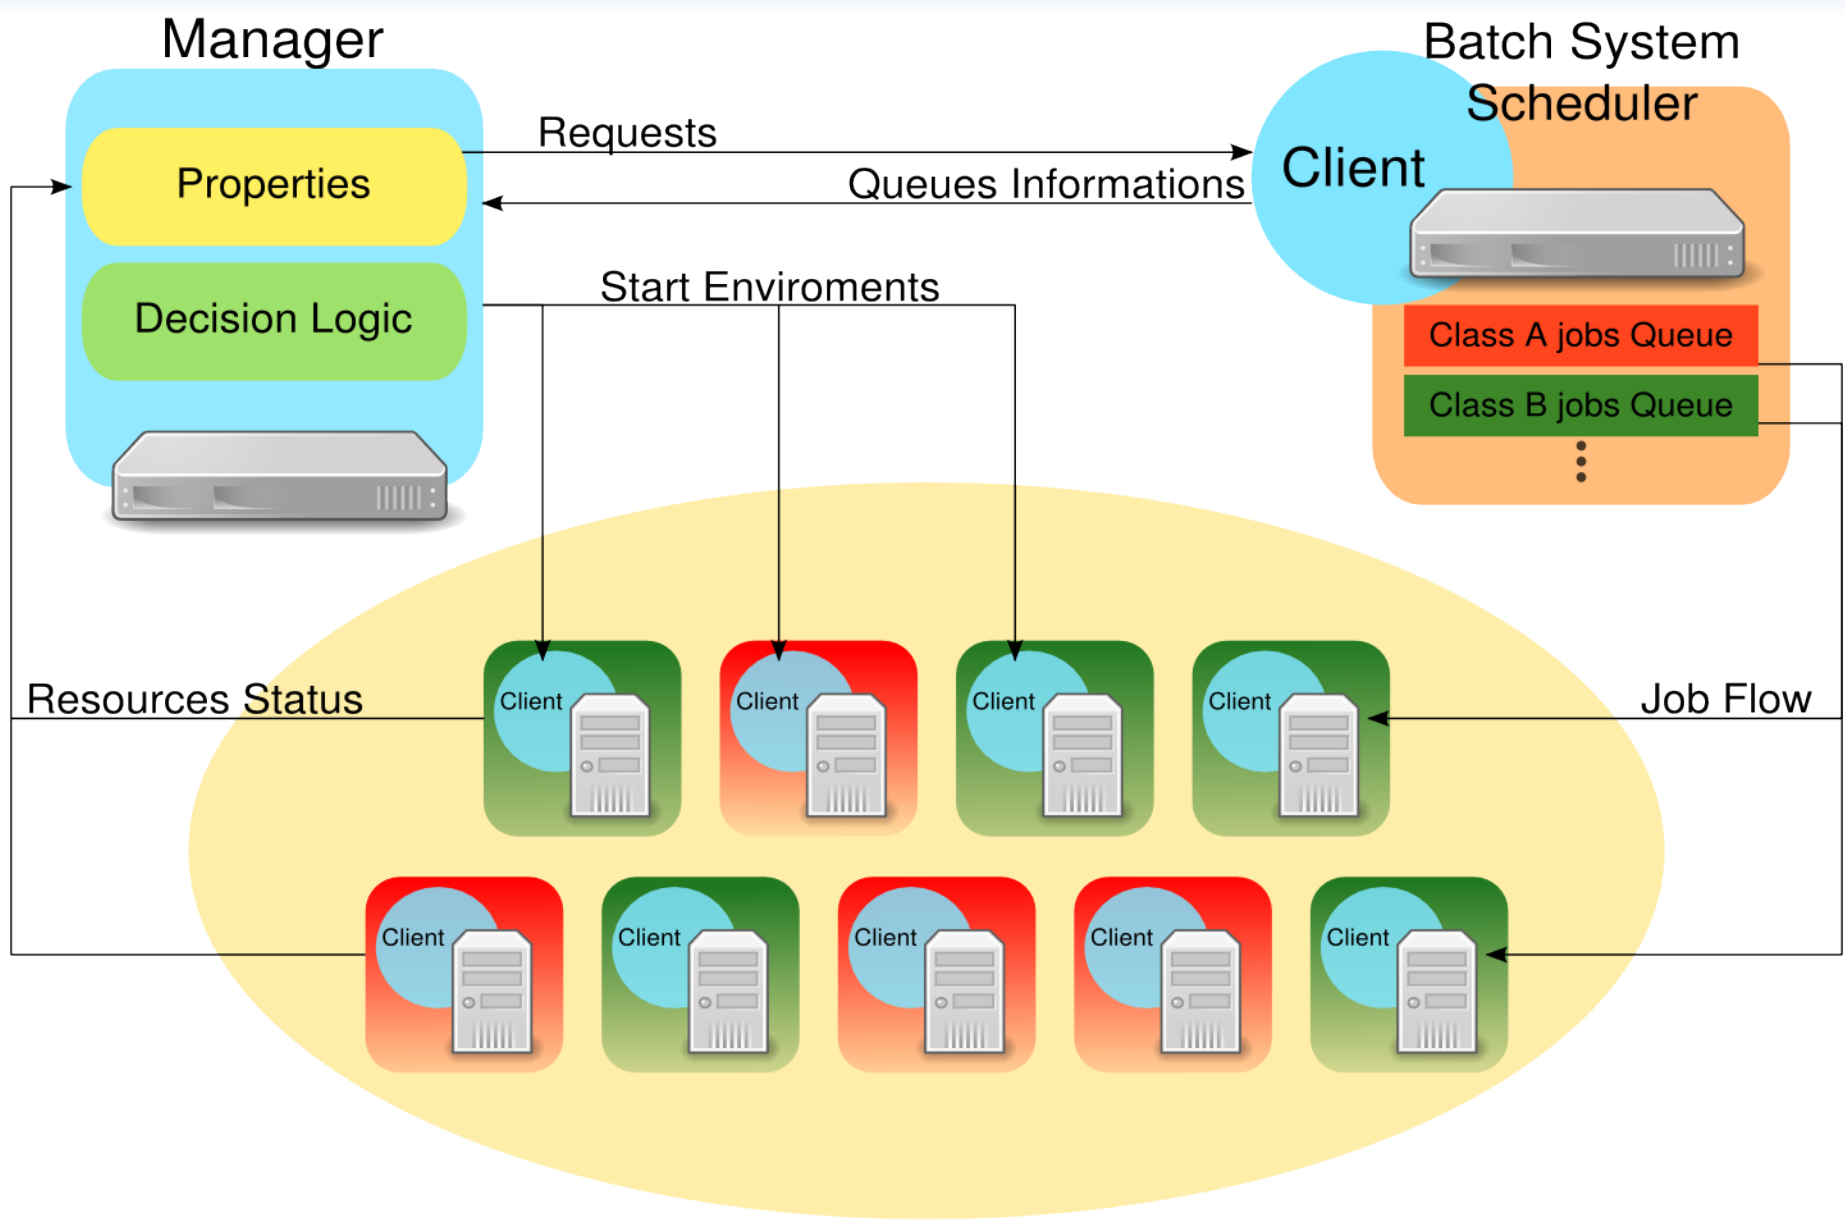 Manager
Batch System
Scheduler
Requests
Client
Properties
Queues Informations
Start Enviroments
Decision Logic
Class A jobs Queue
Class B jobs Queue
Resources Status
Client
Client
Client
Client
Job Flow
Client
Client
Client
Client
Client